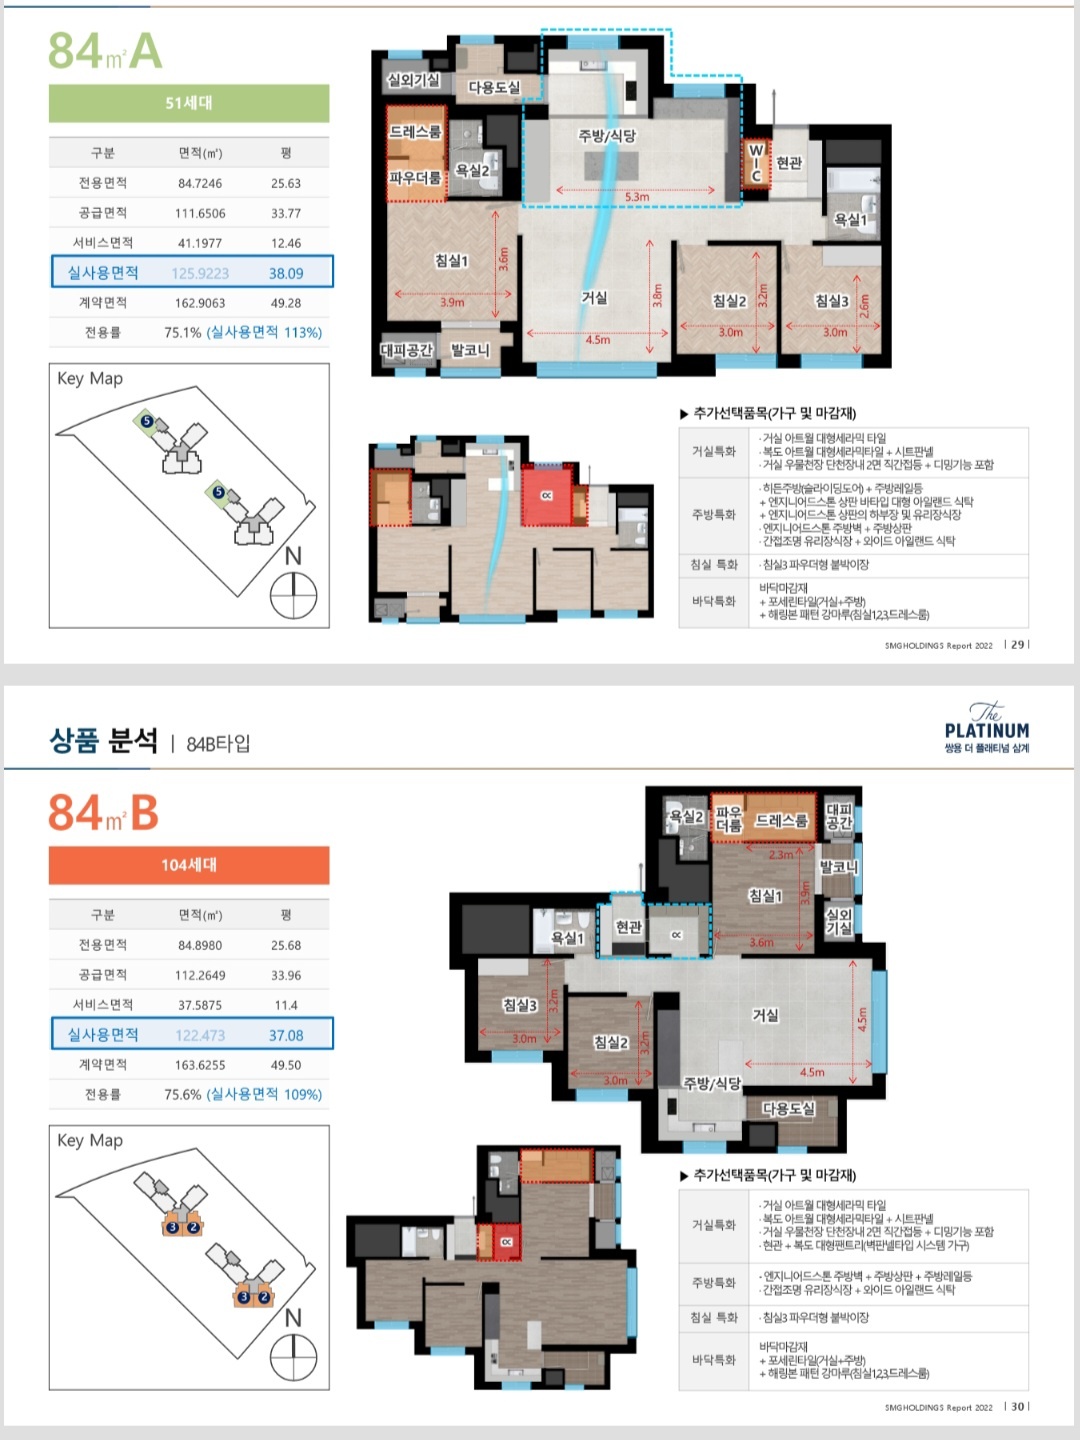 84㎡A
51세대
구분 면적(㎡) 평
전용면적 84.7246 25.63
공급면적 111.6506 33.77
서비스면적 41.1977 12.46
실사용면적 125.9223 38.09
계약면적 162.9063 49.28
전용률 75.1% (실사용면적 113%)
Key Map
5
5
N
실외기실
다용도실
드레스룸
파우더룸
욕실2
주방/식당
5.3m
WIC
현관
욕실1
침실1
3.6m
3.9m
거실
3.8m
4.5m
침실2
3.2m
3.0m
침실3
2.6m
3.0m
대피공간
발코니
α
▶ 추가선택품목(가구 및 마감재)
거실특화
· 거실 아트월 대형세라믹 타일
· 복도 아트월 대형세라믹타일 + 시트판넬
· 거실 우물천장 단천장내 2면 직간접등 + 디밍기능 포함
주방특화
· 히든주방(슬라이딩도어) + 주방레일등
+ 엔지니어드스톤 상판 바타입 대형 아일랜드 식탁
+ 엔지니어드스톤 상판의 하부장 및 유리장식장
· 엔지니어드스톤 주방벽 + 주방상판
· 간접조명 유리장식장 + 와이드 아일랜드 식탁
침실 특화
· 침실3 파우더형 붙박이장
바닥특화
바닥마감재
+ 포세린타일(거실+주방)
+ 해링본 패턴 강마루(침실1,2,3,드레스룸)
SMGHOLDINGS Report 2022 | 29 |
상품 분석 | 84B타입
The
PLATINUM
쌍용 더 플래티넘 삼계
84㎡B
104세대
구분 면적(㎡) 평
전용면적 84.8980 25.68
공급면적 112.2649 33.96
서비스면적 37.5875 11.4
실사용면적 122.473 37.08
계약면적 163.6255 49.50
전용률 75.6% (실사용면적 109%)
Key Map
3 2
3 2
N
욕실2
파우더룸
드레스룸
대피공간
2.3m
발코니
침실1
3.9m
3.6m
실외기실
현관
α
욕실1
침실3
3.2m
3.0m
침실2
3.2m
3.0m
거실
4.5m
4.5m
주방/식당
다용도실
α
▶ 추가선택품목(가구 및 마감재)
거실특화
· 거실 아트월 대형세라믹 타일
· 복도 아트월 대형세라믹타일 + 시트판넬
· 거실 우물천장 단천장내 2면 직간접등 + 디밍기능 포함
· 현관 + 복도 대형팬트리(벽판넬타입 시스템 가구)
주방특화
· 엔지니어드스톤 주방벽 + 주방상판 + 주방레일등
· 간접조명 유리장식장 + 와이드 아일랜드 식탁
침실 특화
· 침실3 파우더형 붙박이장
바닥특화
바닥마감재
+ 포세린타일(거실+주방)
+ 해링본 패턴 강마루(침실1,2,3,드레스룸)
SMGHOLDINGS Report 2022 | 30 |